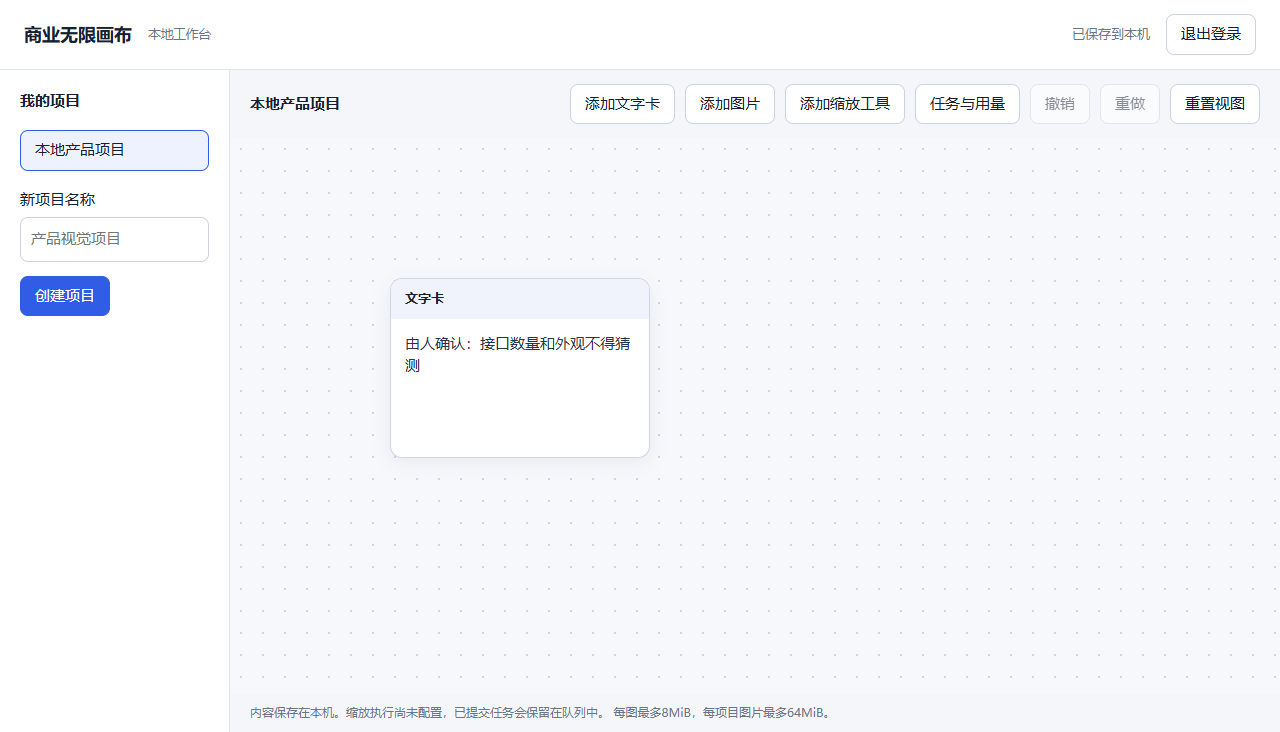 商业无限画布 本地工作台 已保存到本机 退出登录
我的项目
本地产品项目
新项目名称
产品视觉项目
创建项目
本地产品项目 添加文字卡 添加图片 添加缩放工具 任务与用量 撤销 重做 重置视图
文字卡
由人确认：接口数量和外观不得猜
测
内容保存在本机。缩放执行尚未配置，已提交任务会保留在队列中。 每图最多8MiB，每项目图片最多64MiB。